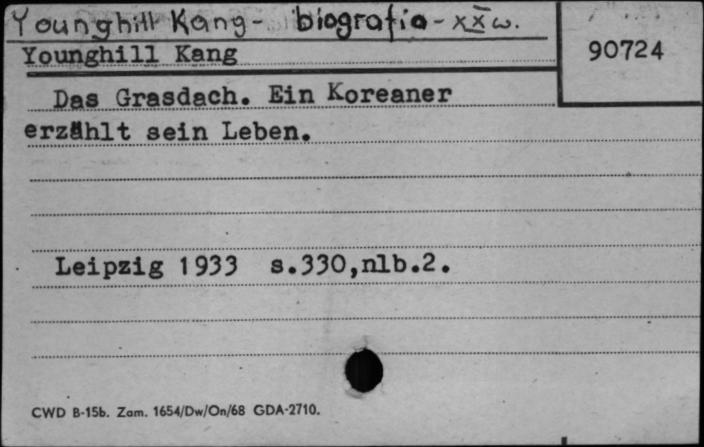 Younghill Kang - biografia - XX w.
Younghill Kang
90724
Das Grasdach. Ein Koreaner
erzählt sein Leben.
Leipzig 1933 s.330,nlb.2.
CWD B-15b. Zam. 1654/Dw/On/68 GDA-2710.